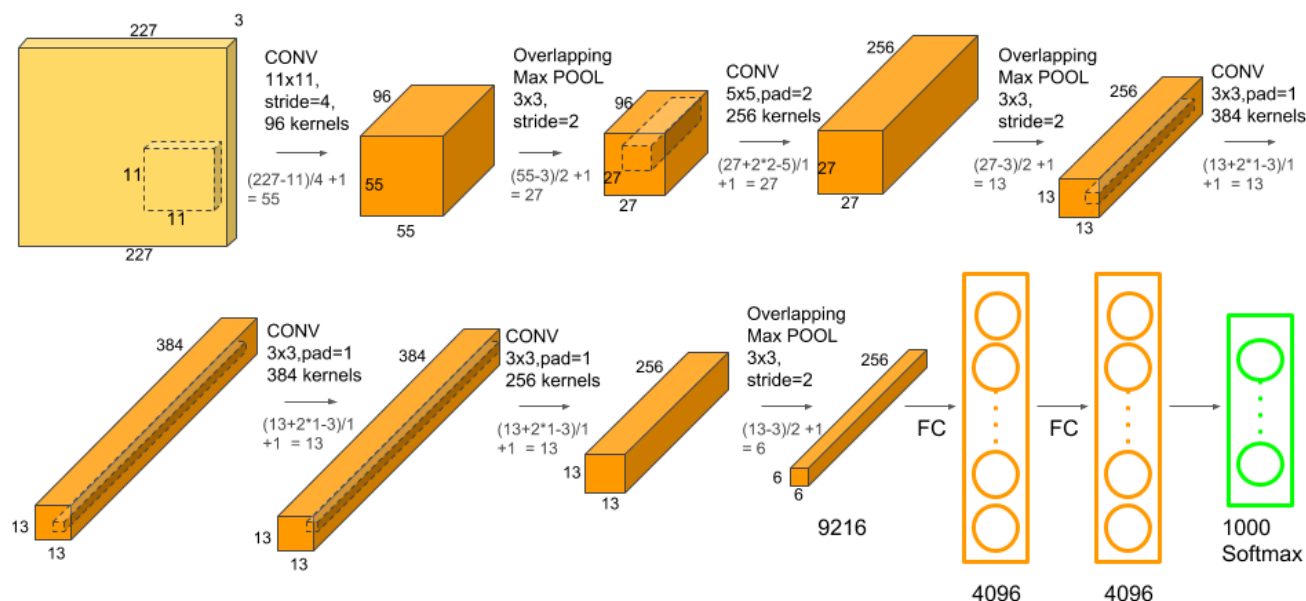 227
3
CONV
11x11,
stride=4,
96 kernels
(227-11)/4 +1
= 55
11
11
227
96
55
55
Overlapping
Max POOL
3x3,
stride=2
(55-3)/2 +1
= 27
96
27
27
CONV
5x5,pad=2
256 kernels
(27+2*2-5)/1
+1 = 27
256
27
27
Overlapping
Max POOL
3x3,
stride=2
(27-3)/2 +1
= 13
256
13
13
CONV
3x3,pad=1
384 kernels
(13+2*1-3)/1
+1 = 13
384
13
13
CONV
3x3,pad=1
384 kernels
(13+2*1-3)/1
+1 = 13
384
13
13
CONV
3x3,pad=1
256 kernels
(13+2*1-3)/1
+1 = 13
256
13
13
Overlapping
Max POOL
3x3,
stride=2
(13-3)/2 +1
= 6
256
6
6
9216
FC
4096
FC
4096
1000
Softmax